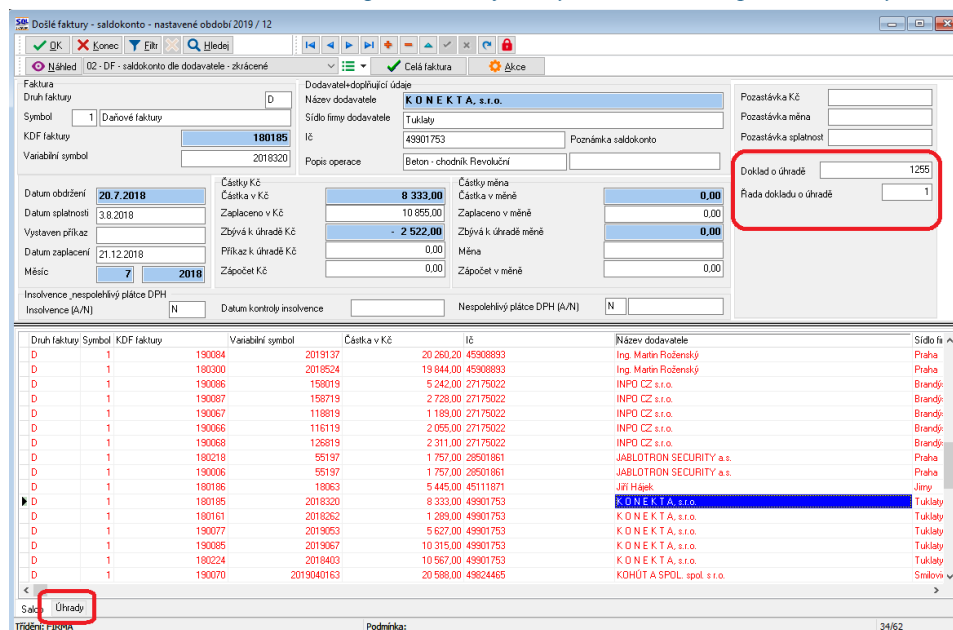 Došlé faktury - saldokonto - nastavené období 2019 / 12
OK Konec Filtr Hledej
Náhled 02 - DF - saldokonto dle dodavatele - zkrácené Celá faktura Akce
Faktura
Druh faktury D
Symbol 1 Daňové faktury
KDF faktury 180185
Variabilní symbol 2018320
Dodavatel+doplňující údaje
Název dodavatele K O N E K T A, s.r.o.
Sídlo firmy dodavatele Tuklaty
Ič 49901753 Poznámka saldokonto
Popis operace Beton - chodník Revoluční
Pozastávka Kč
Pozastávka měna
Pozastávka splatnost
Doklad o úhradě 1255
Řada dokladu o úhradě 1
Datum obdržení 20.7.2018
Datum splatnosti 3.8.2018
Vystaven příkaz
Datum zaplacení 21.12.2018
Měsíc 7 2018
Částky Kč
Částka v Kč 8 333,00
Zaplaceno v Kč 10 855,00
Zbývá k úhradě Kč - 2 522,00
Příkaz k úhradě Kč 0,00
Zápočet Kč 0,00
Částky měna
Částka v měně 0,00
Zaplaceno v měně 0,00
Zbývá k úhradě měně 0,00
Měna
Zápočet v měně 0,00
Insolvence ,nespolehlivý plátce DPH
Insolvence (A/N) N Datum kontroly insolvence Nespolehlivý plátce DPH (A/N) N
Druh faktury Symbol KDF faktury Variabilní symbol Částka v Kč Ič Název dodavatele Sídlo fi
D 1 190084 2019137 20 260,20 45908893 Ing. Martin Roženský Praha
D 1 180300 2018524 19 844,00 45908893 Ing. Martin Roženský Praha
D 1 190086 158019 5 242,00 27175022 INPO CZ s.r.o. Brandýs
D 1 190087 158719 2 728,00 27175022 INPO CZ s.r.o. Brandýs
D 1 190067 118819 1 189,00 27175022 INPO CZ s.r.o. Brandýs
D 1 190066 116119 2 055,00 27175022 INPO CZ s.r.o. Brandýs
D 1 190068 126819 2 311,00 27175022 INPO CZ s.r.o. Brandýs
D 1 180218 55197 1 757,00 28501861 JABLOTRON SECURITY a.s. Praha
D 1 190006 55197 1 757,00 28501861 JABLOTRON SECURITY a.s. Praha
D 1 180186 18063 5 445,00 45111871 Jiří Hájek Jirny
D 1 180185 2018320 8 333,00 49901753 K O N E K T A, s.r.o. Tuklaty
D 1 180161 2018262 1 289,00 49901753 K O N E K T A, s.r.o. Tuklaty
D 1 190077 2019053 5 627,00 49901753 K O N E K T A, s.r.o. Tuklaty
D 1 190085 2019067 10 315,00 49901753 K O N E K T A, s.r.o. Tuklaty
D 1 180224 2018403 10 567,00 49901753 K O N E K T A, s.r.o. Tuklaty
D 1 190070 2019040163 20 588,00 49824465 KOHÚT A SPOL. spol. s r.o. Smilovi
Saldo Úhrady
Třídění: FIRMA Podmínka: 34/62